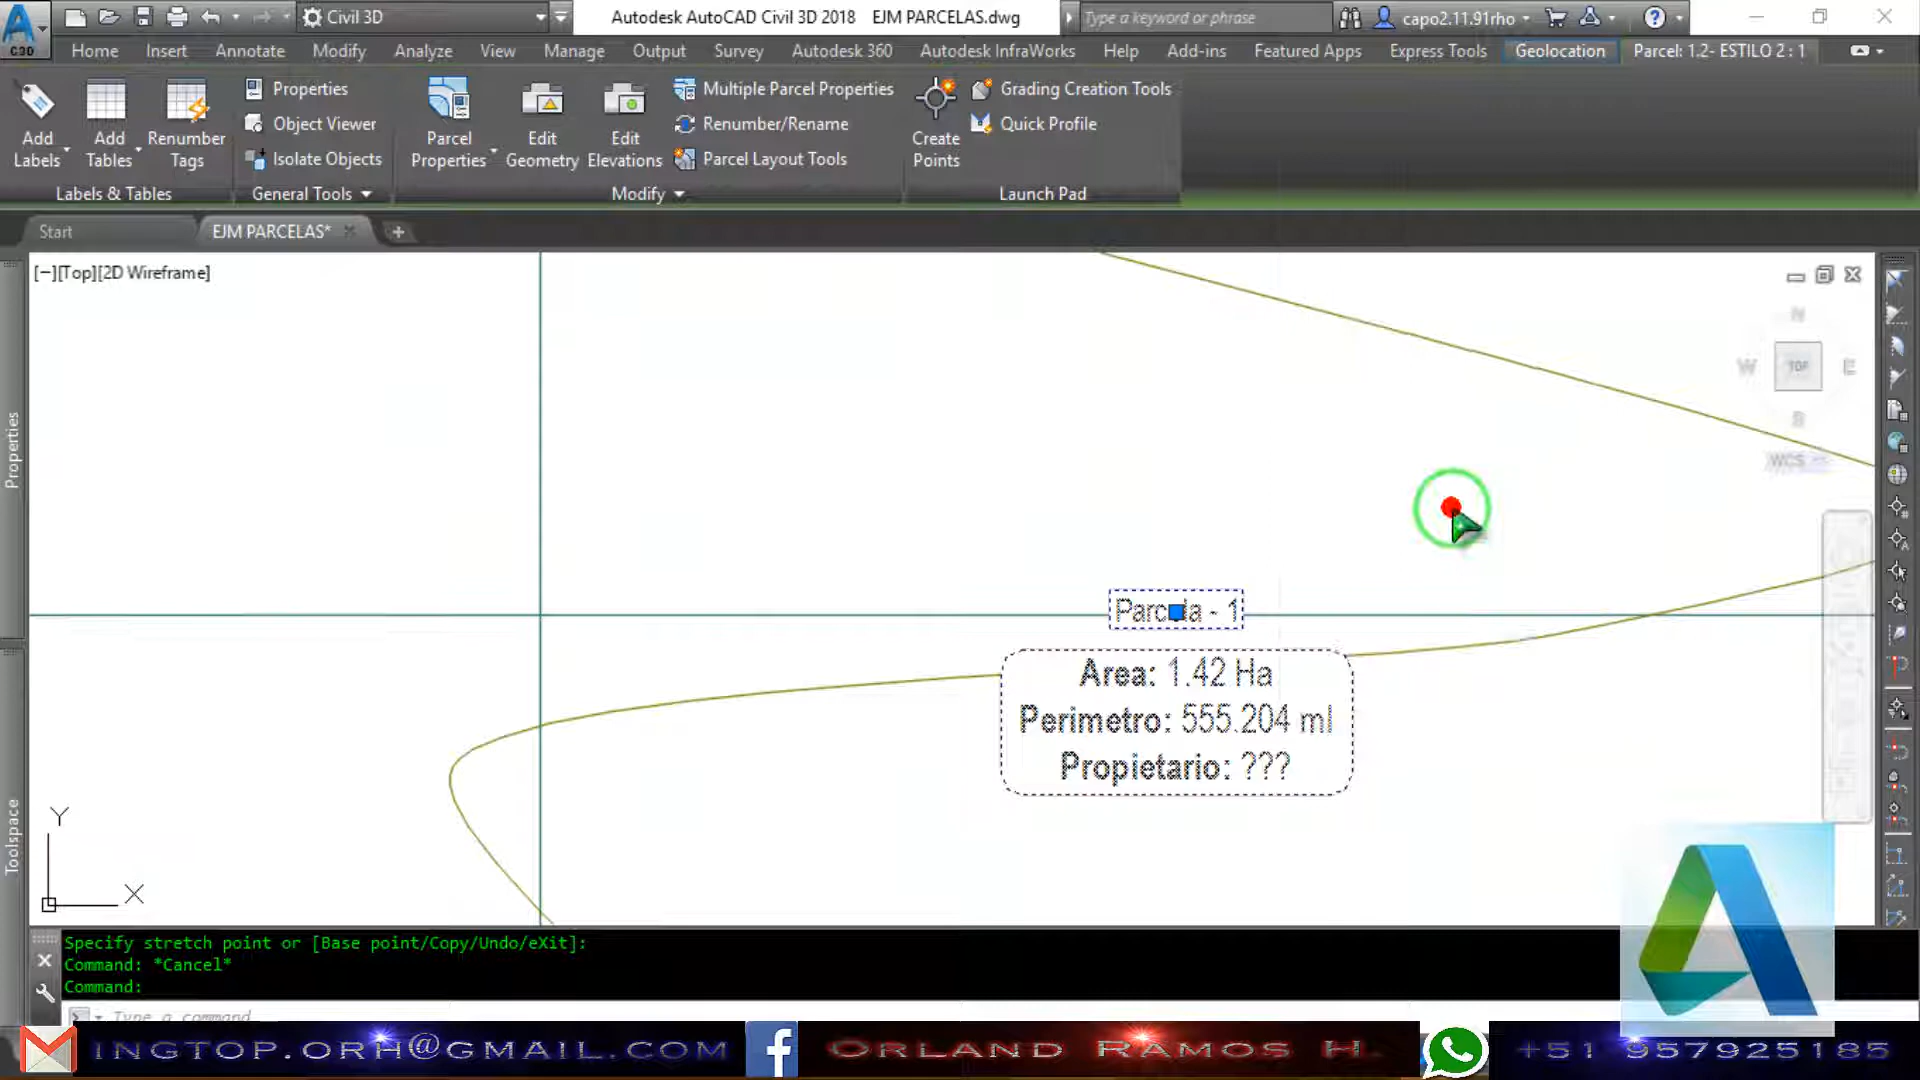 Civil 3D
Autodesk AutoCAD Civil 3D 2018 EJM PARCELAS.dwg
Type a keyword or phrase
capo2.11.91rho
C3D
Home Insert Annotate Modify Analyze View Manage Output Survey Autodesk 360 Autodesk InfraWorks Help Add-ins Featured Apps Express Tools Geolocation Parcel: 1.2- ESTILO 2 : 1
Add Labels
Add Tables
Renumber Tags
Properties
Object Viewer
Isolate Objects
Parcel Properties
Edit Geometry
Edit Elevations
Multiple Parcel Properties
Renumber/Rename
Parcel Layout Tools
Create Points
Grading Creation Tools
Quick Profile
Labels & Tables General Tools Modify Launch Pad
Start EJM PARCELAS*
[−][Top][2D Wireframe]
N
W TOP E
S
WCS
Properties
Toolspace
Parcela - 1
Area: 1.42 Ha
Perimetro: 555.204 ml
Propietario: ???
Y
X
Specify stretch point or [Base point/Copy/Undo/eXit]:
Command: *Cancel*
Command:
Type a command
INGTOP.ORH@GMAIL.COM ORLAND RAMOS H. +51 957925185